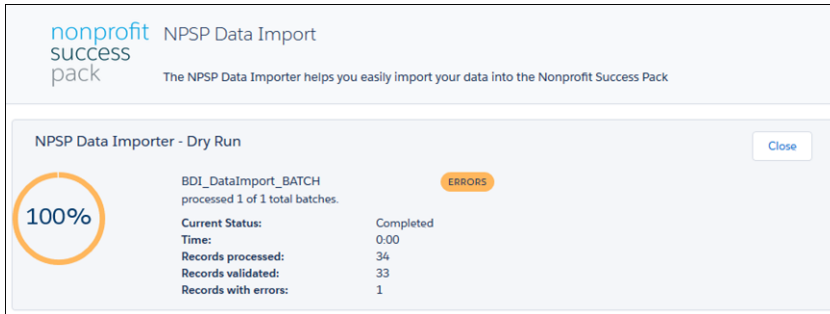 nonprofit
success
pack
NPSP Data Import
The NPSP Data Importer helps you easily import your data into the Nonprofit Success Pack
NPSP Data Importer - Dry Run
Close
100%
BDI_DataImport_BATCH
ERRORS
processed 1 of 1 total batches.
Current Status: Completed
Time: 0:00
Records processed: 34
Records validated: 33
Records with errors: 1